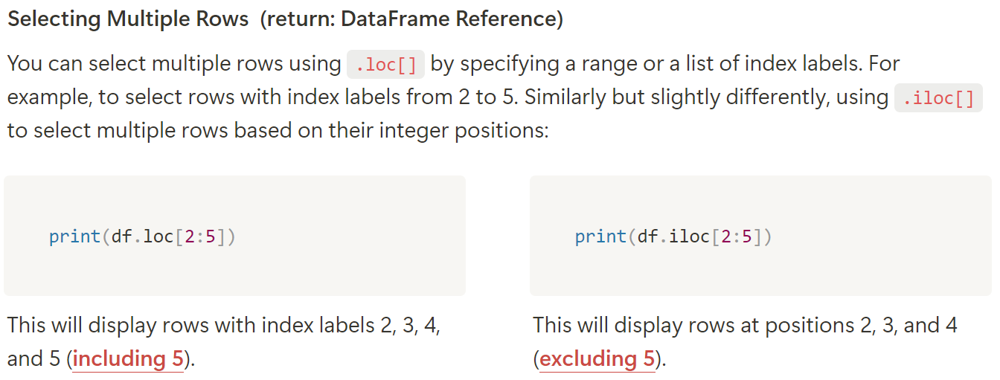 Selecting Multiple Rows (return: DataFrame Reference)
You can select multiple rows using .loc[] by specifying a range or a list of index labels. For
example, to select rows with index labels from 2 to 5. Similarly but slightly differently, using .iloc[]
to select multiple rows based on their integer positions:
print(df.loc[2:5])
This will display rows with index labels 2, 3, 4,
and 5 (including 5).
print(df.iloc[2:5])
This will display rows at positions 2, 3, and 4
(excluding 5).